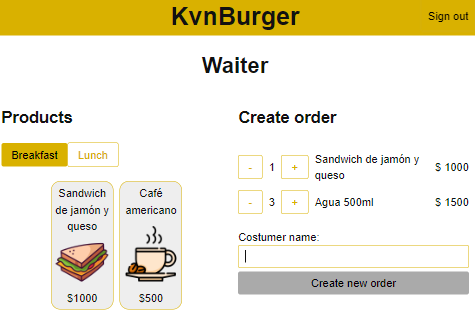 KvnBurger
Sign out
Waiter
Products
Breakfast
Lunch
Sandwich
de jamón y
queso
$1000
Café
americano
$500
Create order
- 1 + Sandwich de jamón y
queso
$ 1000
- 3 + Agua 500ml $ 1500
Costumer name:
Create new order